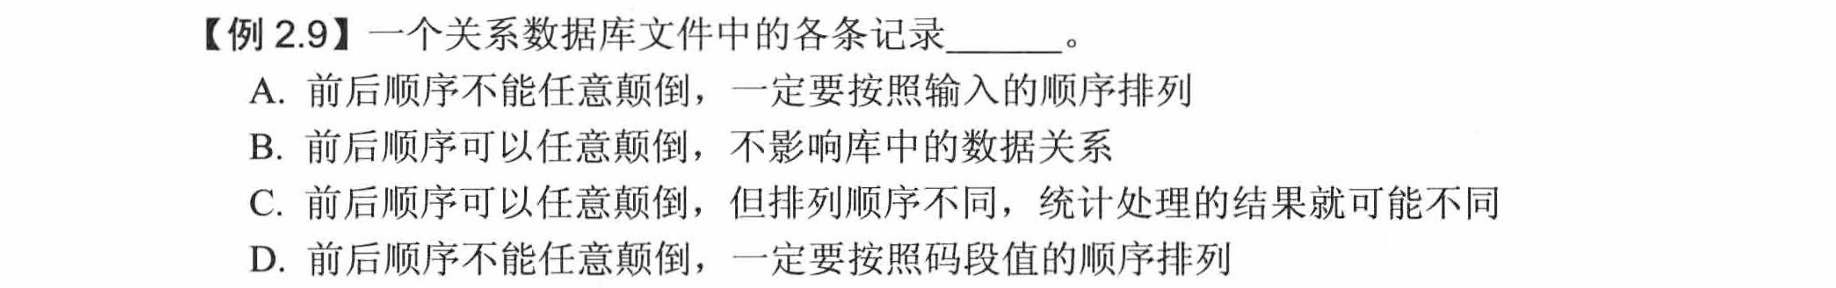 【例 2.9】一个关系数据库文件中的各条记录______。
A. 前后顺序不能任意颠倒，一定要按照输入的顺序排列
B. 前后顺序可以任意颠倒，不影响库中的数据关系
C. 前后顺序可以任意颠倒，但排列顺序不同，统计处理的结果就可能不同
D. 前后顺序不能任意颠倒，一定要按照码段值的顺序排列